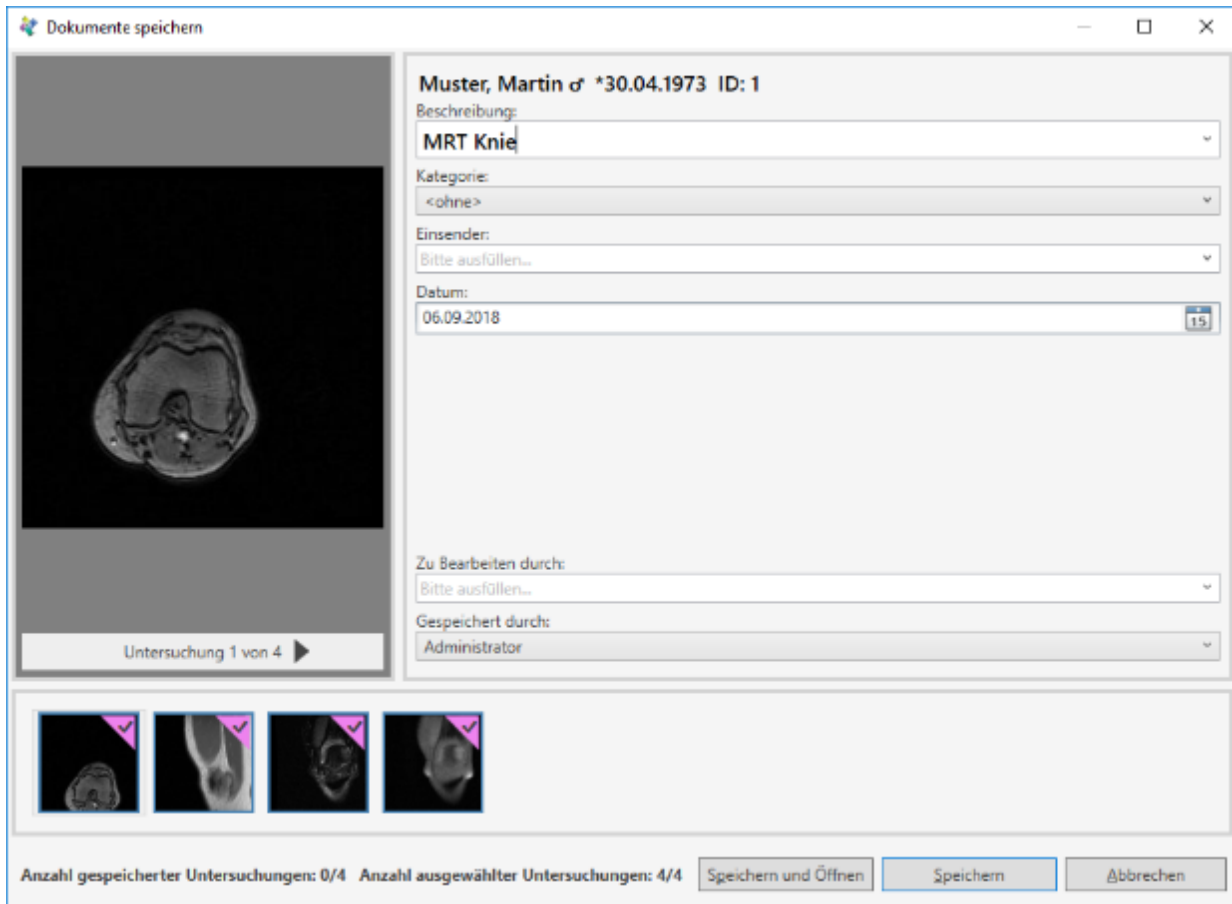 Dokumente speichern
Muster, Martin ♂ *30.04.1973 ID: 1
Beschreibung:
MRT Knie
Kategorie:
<ohne>
Einsender:
Bitte ausfüllen...
Datum:
06.09.2018
15
Zu Bearbeiten durch:
Bitte ausfüllen...
Gespeichert durch:
Administrator
Untersuchung 1 von 4
Anzahl gespeicherter Untersuchungen: 0/4 Anzahl ausgewählter Untersuchungen: 4/4 Speichern und Öffnen Speichern Abbrechen